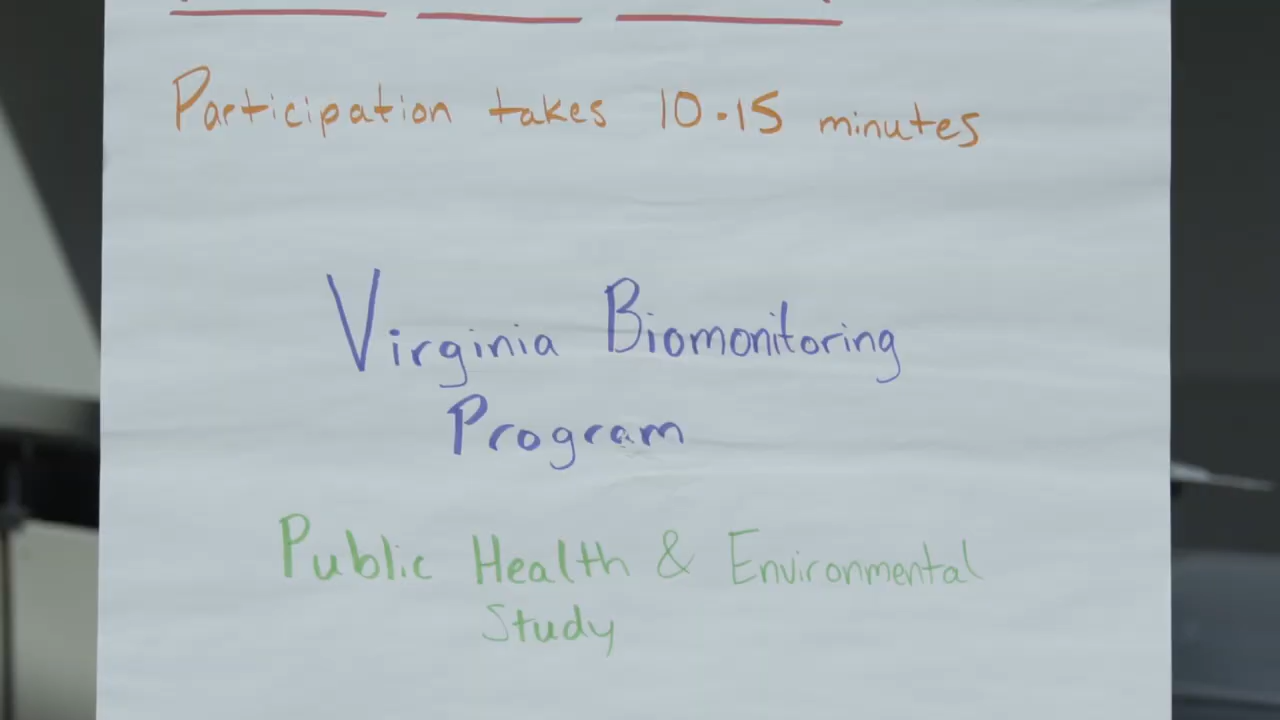 Participation takes 10-15 minutes
Virginia Biomonitoring
Program
Public Health & Environmental
Study